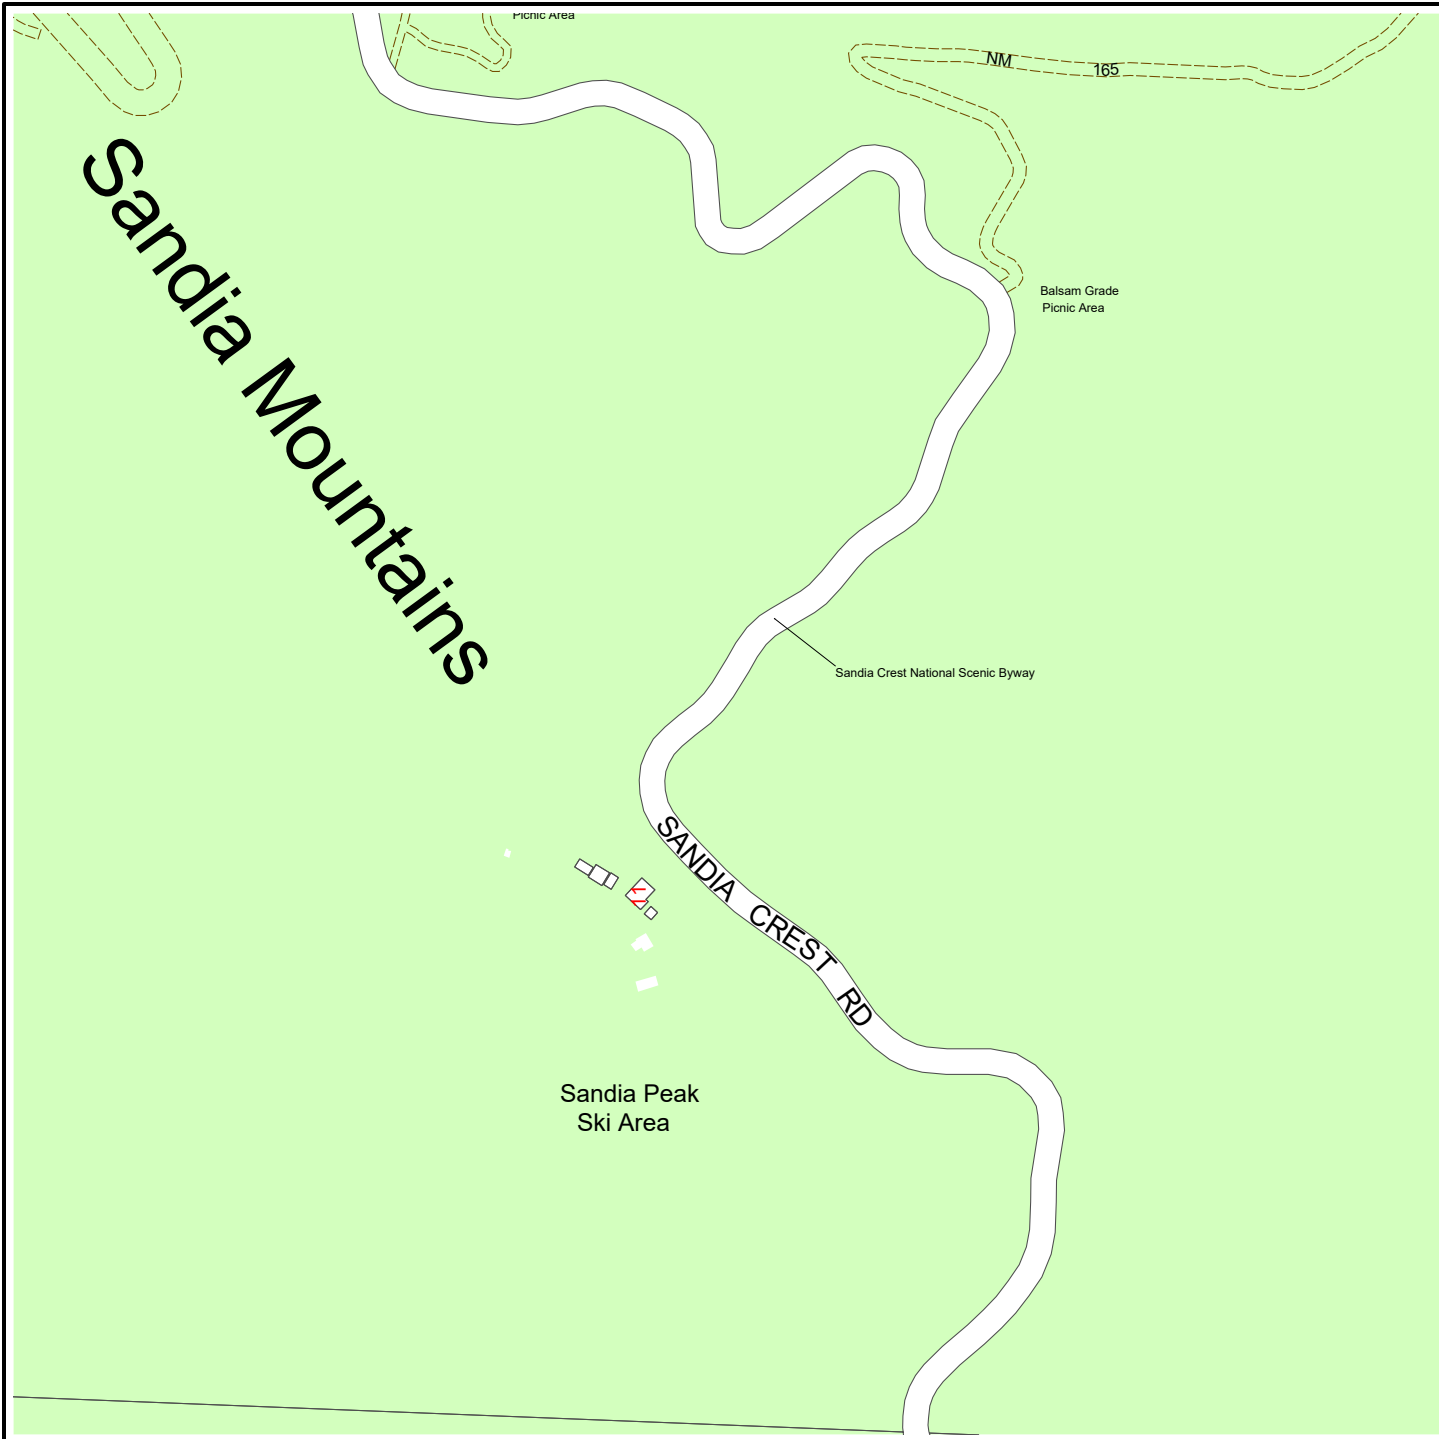 Picnic Area
NM 165
Sandia Mountains
Balsam Grade
Picnic Area
Sandia Crest National Scenic Byway
SANDIA CREST RD
11
Sandia Peak
Ski Area